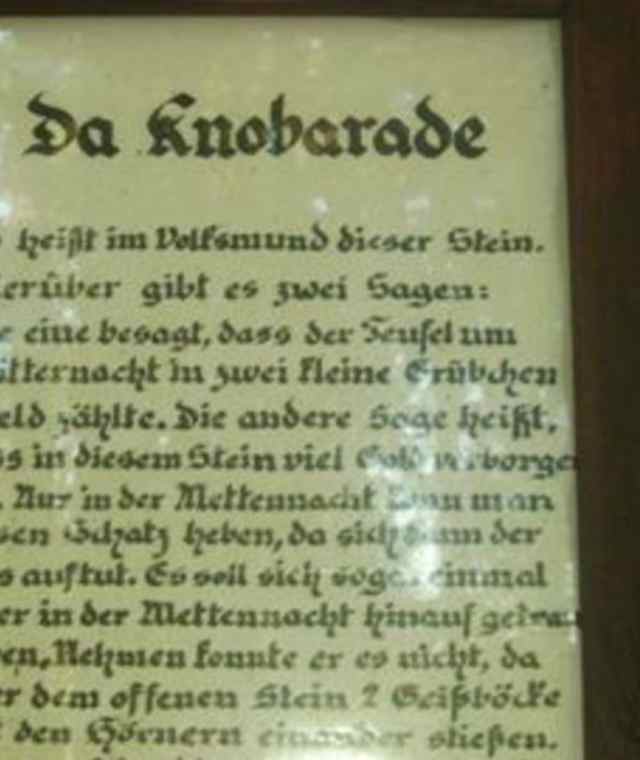 Da Knobarade
heißt im Volksmund dieser Stein.
erüber gibt es zwei Sagen:
e eine besagt, dass der Teufel um
itternacht in zwei kleine Grübchen
eld zählte. Die andere Sage heißt,
ss in diesem Stein viel Gold verborge
. Nur in der Mettennacht kann man
sen Schatz heben, da sich dann der
s auftut. Es soll sich einmal
er in der Mettennacht hinauf getrau
en, Nehmen konnte er es nicht, da
er dem offenen Stein 2 Geißböcke
t den Hörnern einander stießen.